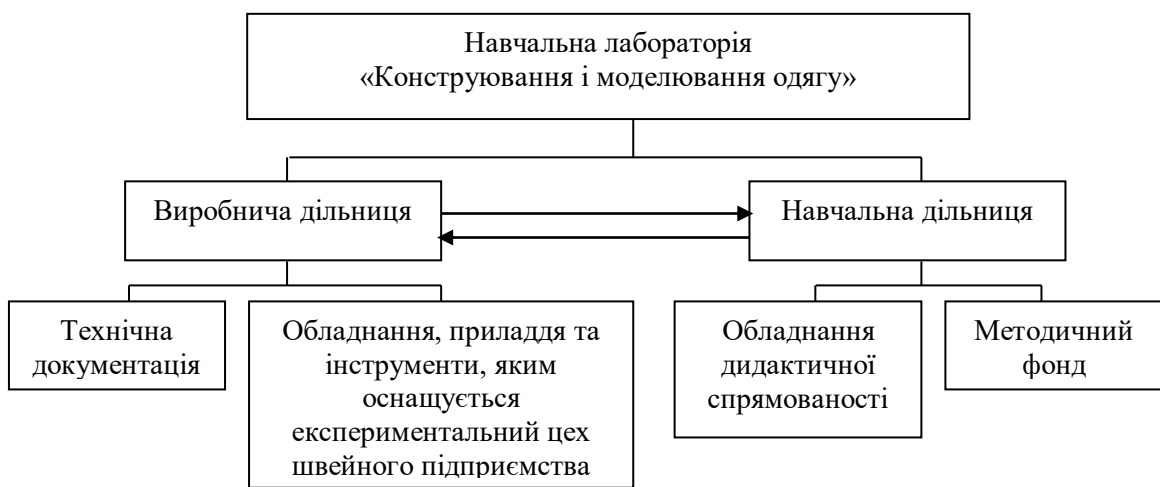 Навчальна лабораторія
«Конструювання і моделювання одягу»
Виробнича дільниця
Навчальна дільниця
Технічна
документація
Обладнання, приладдя та
інструменти, яким
оснащується
експериментальний цех
швейного підприємства
Обладнання
дидактичної
спрямованості
Методичний
фонд